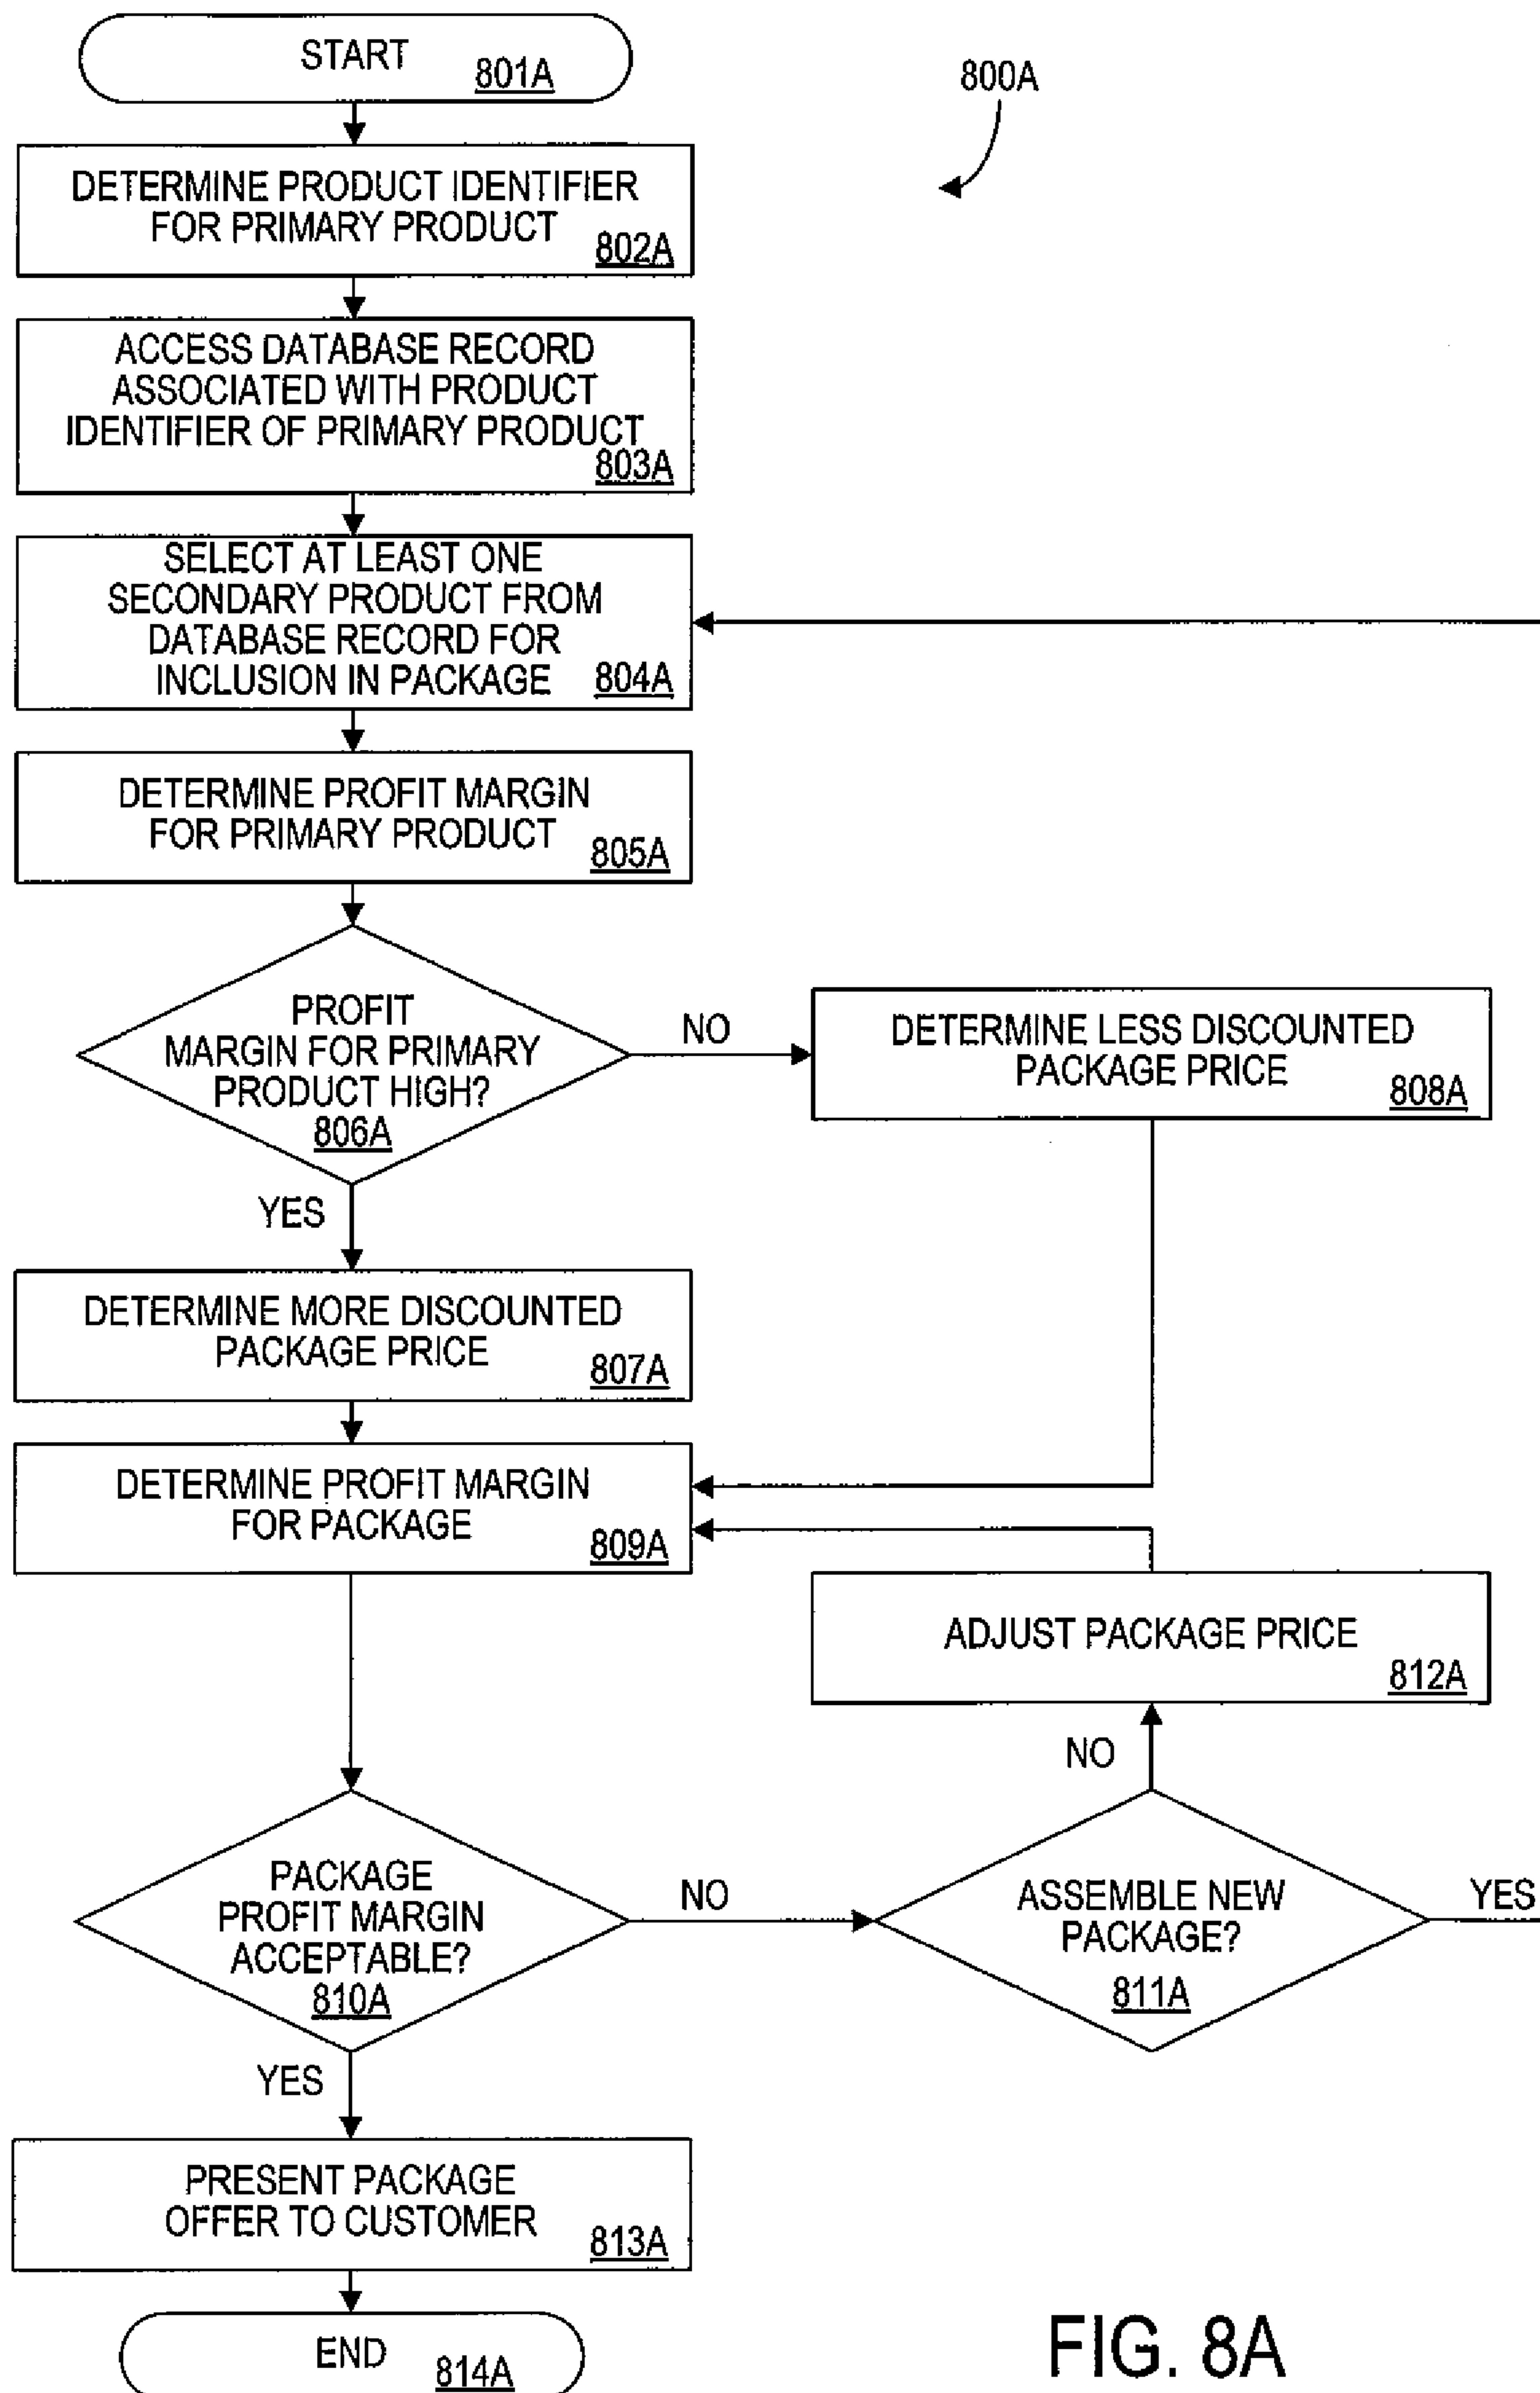 START
801A
800A
DETERMINE PRODUCT IDENTIFIER
FOR PRIMARY PRODUCT
802A
ACCESS DATABASE RECORD
ASSOCIATED WITH PRODUCT
IDENTIFIER OF PRIMARY PRODUCT
803A
SELECT AT LEAST ONE
SECONDARY PRODUCT FROM
DATABASE RECORD FOR
INCLUSION IN PACKAGE
804A
DETERMINE PROFIT MARGIN
FOR PRIMARY PRODUCT
805A
PROFIT
MARGIN FOR PRIMARY
PRODUCT HIGH?
806A
NO
DETERMINE LESS DISCOUNTED
PACKAGE PRICE
808A
YES
DETERMINE MORE DISCOUNTED
PACKAGE PRICE
807A
DETERMINE PROFIT MARGIN
FOR PACKAGE
809A
ADJUST PACKAGE PRICE
812A
NO
PACKAGE
PROFIT MARGIN
ACCEPTABLE?
810A
NO
ASSEMBLE NEW
PACKAGE?
811A
YES
YES
PRESENT PACKAGE
OFFER TO CUSTOMER
813A
END
814A
FIG. 8A